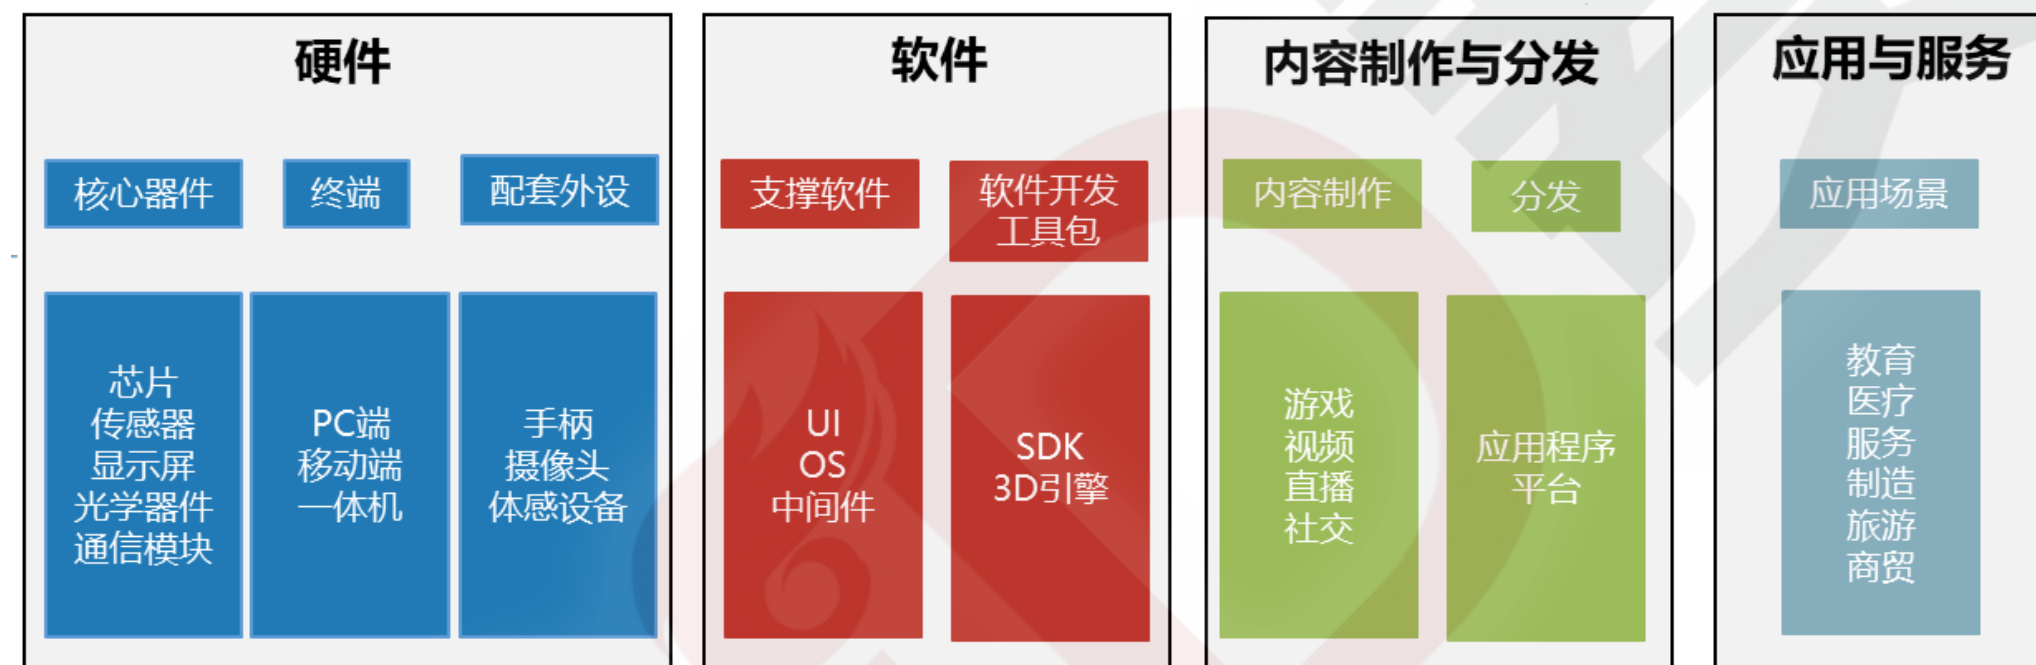 硬件
核心器件
终端
配套外设
芯片
传感器
显示屏
光学器件
通信模块
PC端
移动端
一体机
手柄
摄像头
体感设备
软件
支撑软件
软件开发
工具包
UI
OS
中间件
SDK
3D引擎
内容制作与分发
内容制作
分发
游戏
视频
直播
社交
应用程序
平台
应用与服务
应用场景
教育
医疗
服务
制造
旅游
商贸